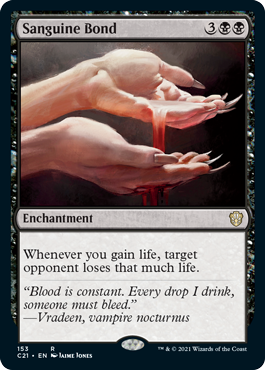 Sanguine Bond 3
Enchantment
Whenever you gain life, target
opponent loses that much life.
“Blood is constant. Every drop I drink,
someone must bleed.”
—Vradeen, vampire nocturnus
153 R
C21 • EN Jaime Jones
™ & © 2021 Wizards of the Coast